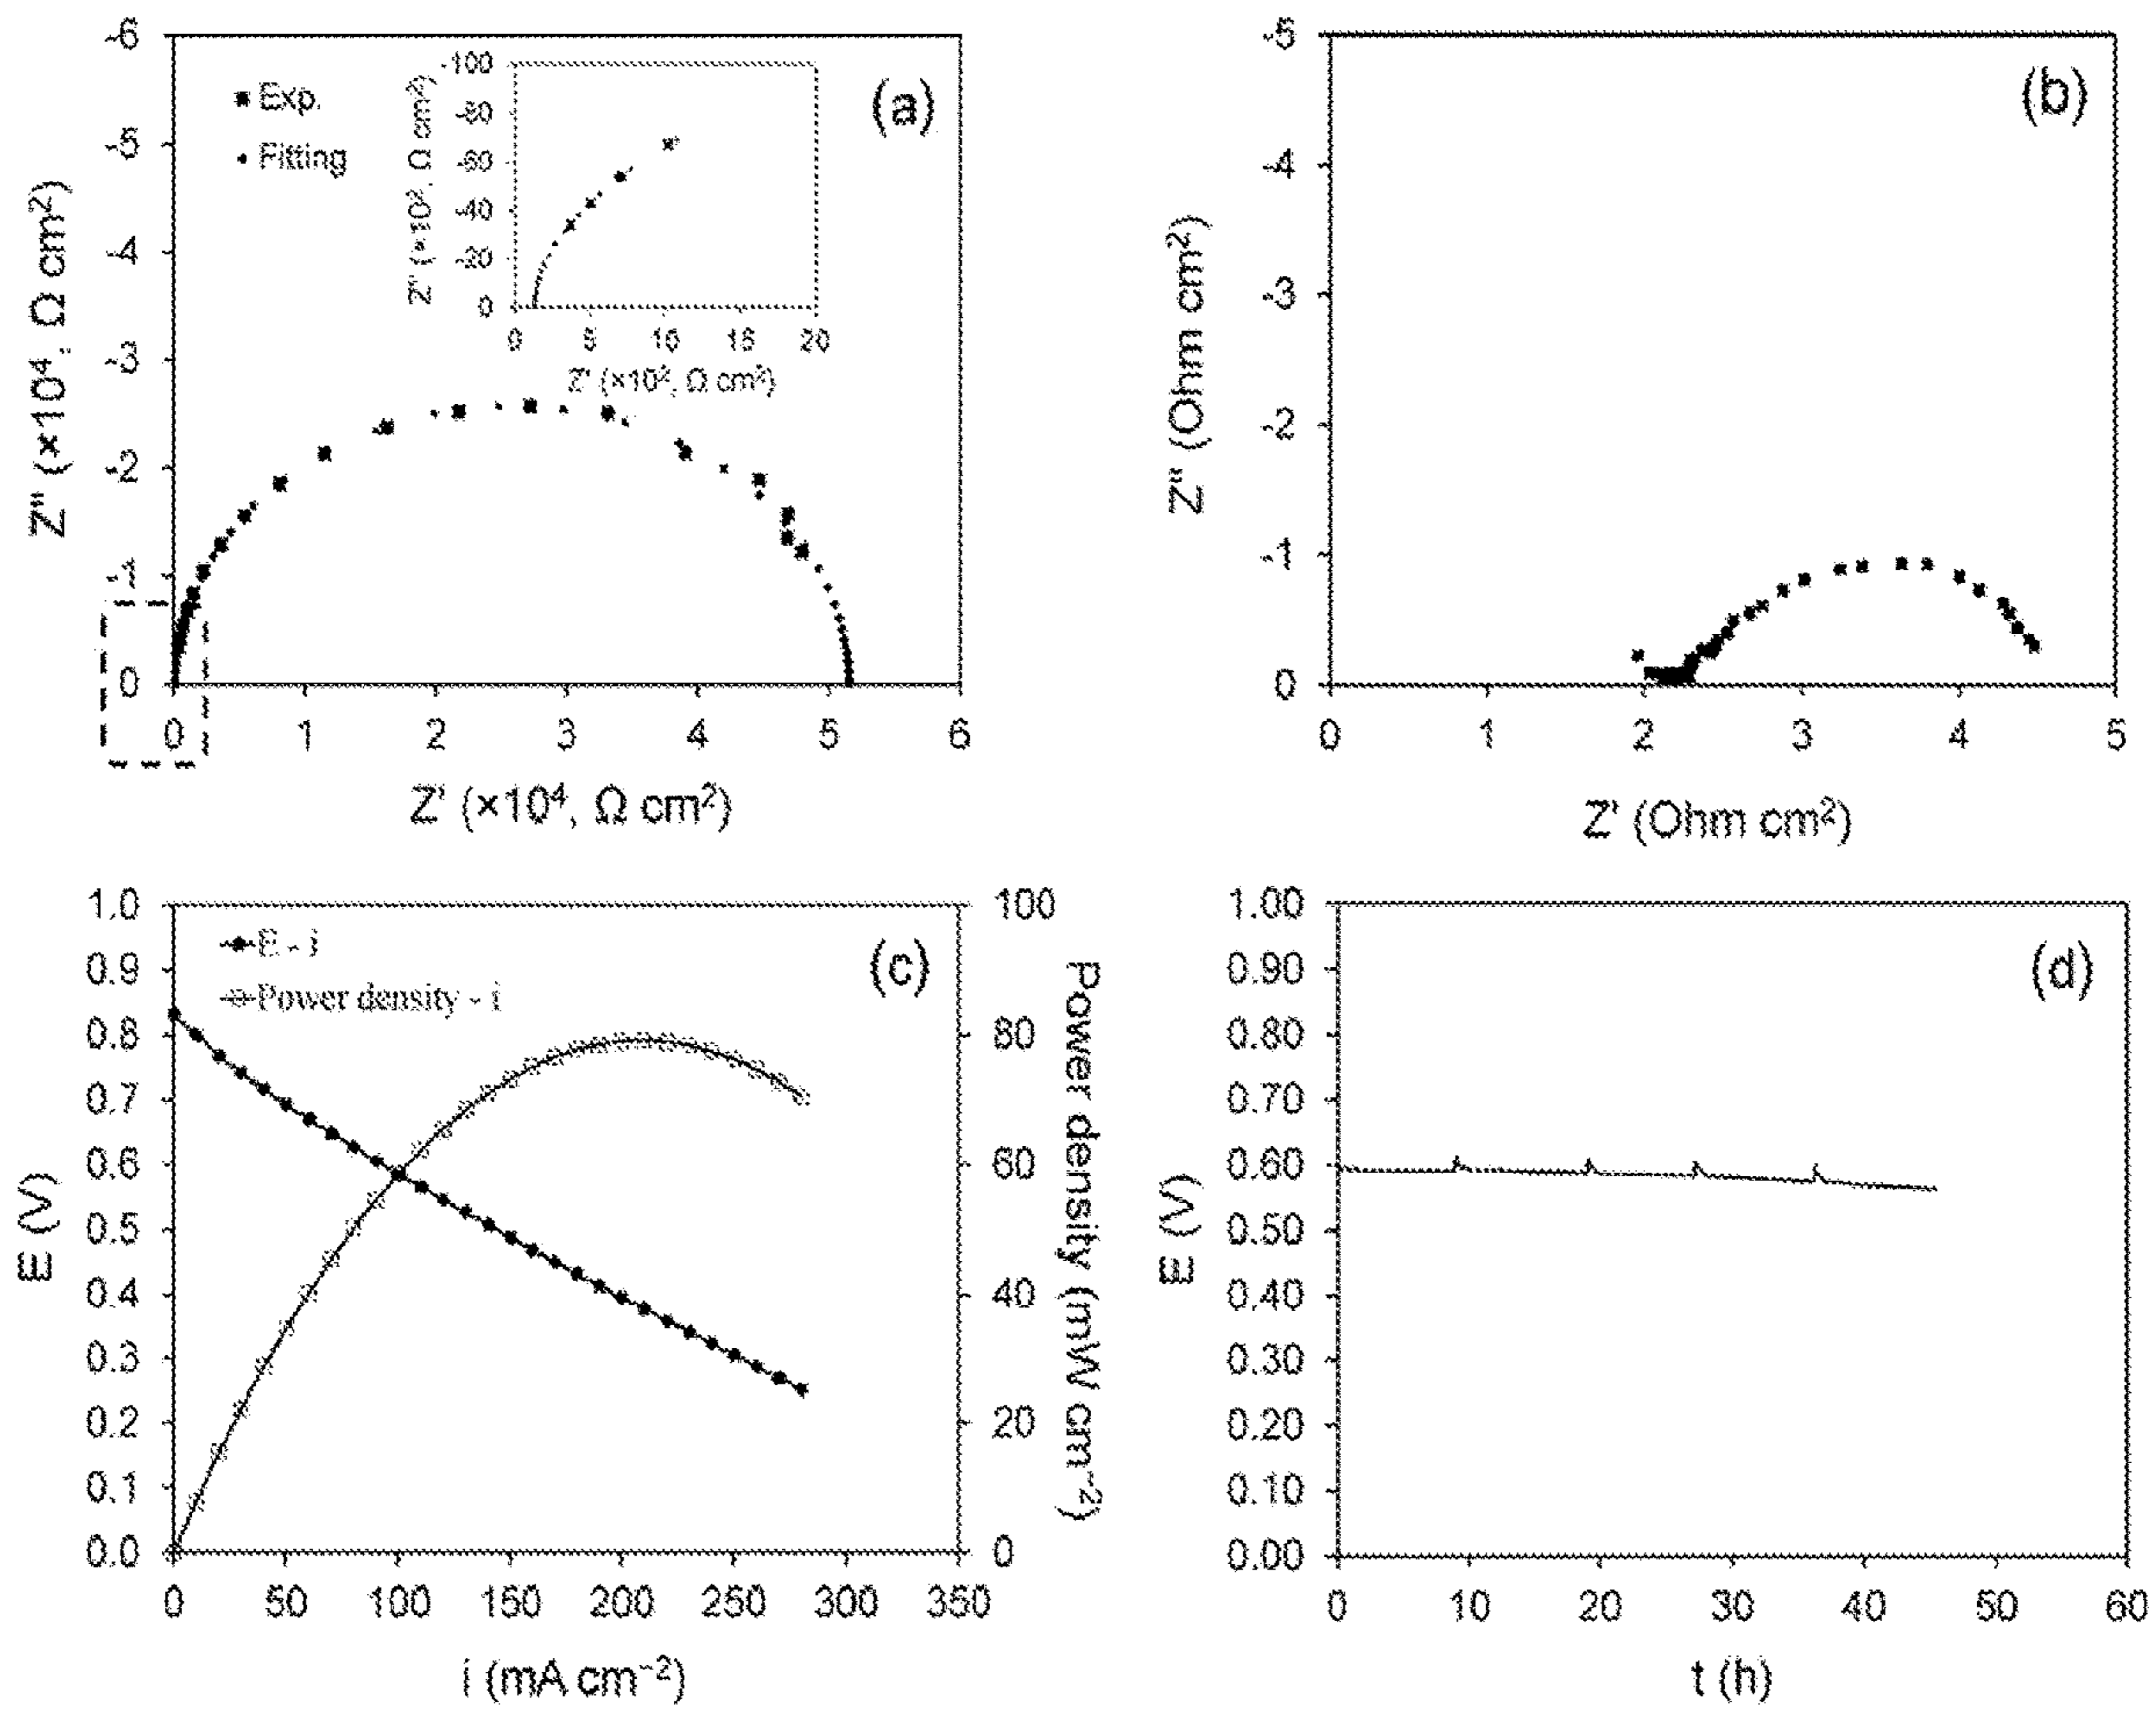 (a)
Exp.
Fitting
-6
-5
-4
-3
-2
-1
0
0 1 2 3 4 5 6
Z'' (×10⁴, Ω cm²)
Z' (×10⁴, Ω cm²)
-100
-80
-60
-40
-20
0
0 5 10 15 20
Z'' (×10², Ω cm²)
Z' (×10², Ω cm²)
(b)
-5
-4
-3
-2
-1
0
0 1 2 3 4 5
Z'' (Ohm cm²)
Z' (Ohm cm²)
(c)
E - i
Power density - i
1.0
0.9
0.8
0.7
0.6
0.5
0.4
0.3
0.2
0.1
0.0
100
80
60
40
20
0
0 50 100 150 200 250 300 350
E (V)
Power density (mW cm⁻²)
i (mA cm⁻²)
(d)
1.00
0.90
0.80
0.70
0.60
0.50
0.40
0.30
0.20
0.10
0.00
0 10 20 30 40 50 60
E (V)
t (h)